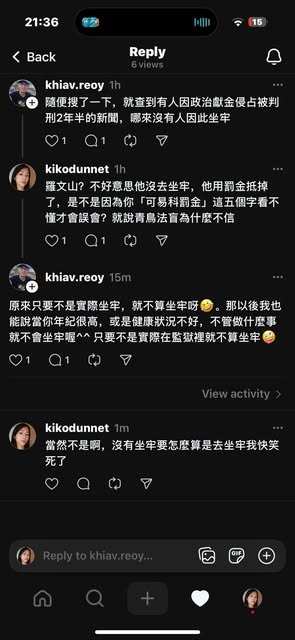 21:36
15
Back
Reply
6 views
khiav.reoy 1h
隨便搜了一下，就查到有人因政治獻金侵占被判
刑2年半的新聞，哪來沒有人因此坐牢
1 1
kikodunnet 1h
羅文山？不好意思他沒去坐牢，他用罰金抵掉
了，是不是因為你「可易科罰金」這五個字看不
懂才會誤會？就說青鳥法盲為什麼不信
1 1
khiav.reoy 15m
原來只要不是實際坐牢，就不算坐牢呀🤣。那以後我也
能說當你年紀很高，或是健康狀況不好，不管做什麼事
就不會坐牢喔^^ 只要不是實際在監獄裡就不算坐牢🤪
1 1
View activity
kikodunnet 1m
當然不是啊，沒有坐牢要怎麼算是去坐牢我快笑
死了
Reply to khiav.reoy...
GIF